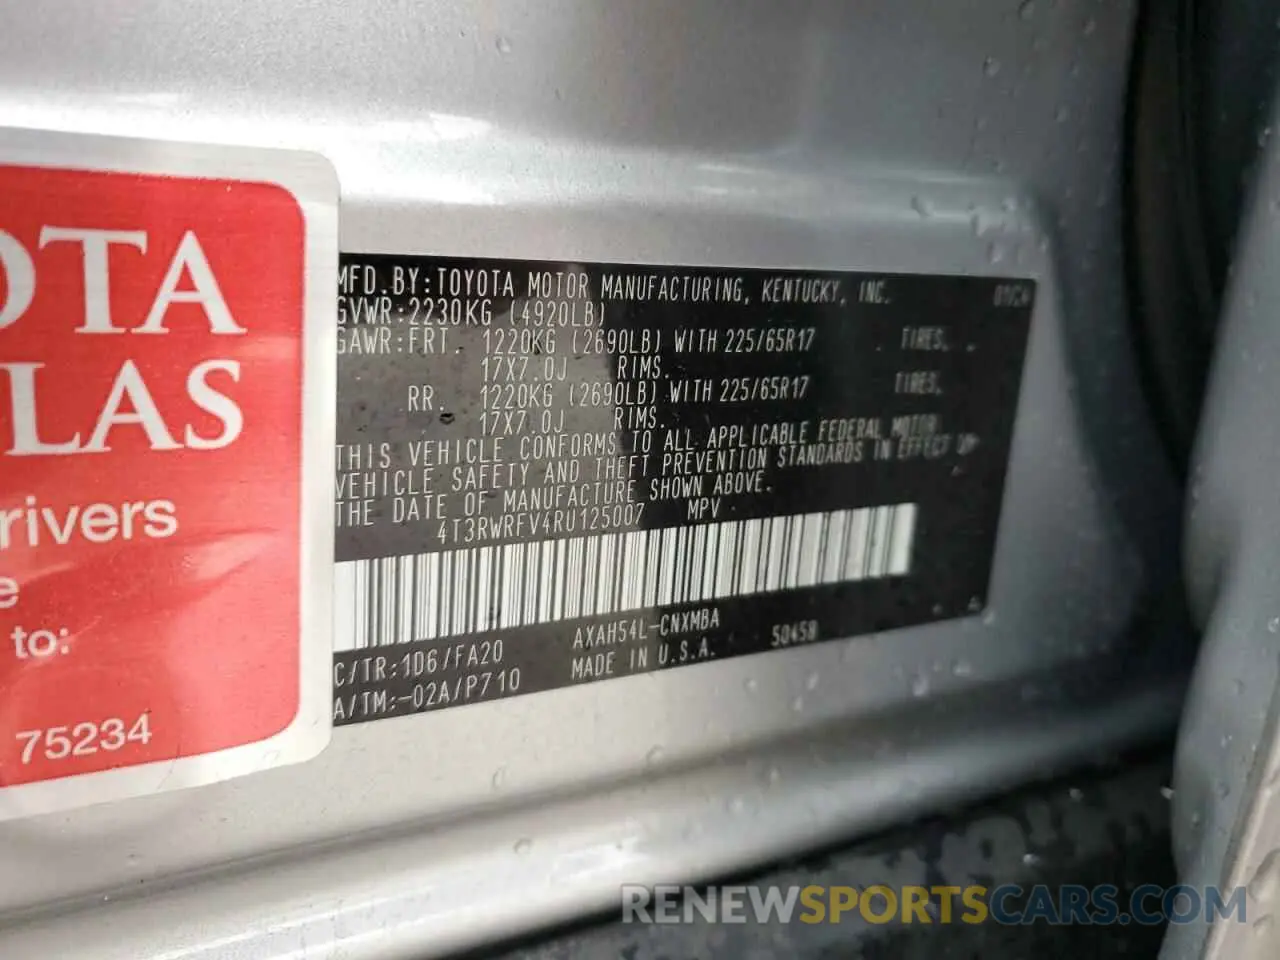 OTA
LAS
rivers
e
to:
75234
MFD.BY:TOYOTA MOTOR MANUFACTURING, KENTUCKY, INC. 01/24
GVWR:2230KG (4920LB)
GAWR:FRT. 1220KG (2690LB) WITH 225/65R17 TIRES,
17X7.0J RIMS.
RR. 1220KG (2690LB) WITH 225/65R17 TIRES,
17X7.0J RIMS.
THIS VEHICLE CONFORMS TO ALL APPLICABLE FEDERAL MOTOR
VEHICLE SAFETY AND THEFT PREVENTION STANDARDS IN EFFECT ON
THE DATE OF MANUFACTURE SHOWN ABOVE.
4T3RWRFV4RU125007 MPV
C/TR:1D6/FA20 AXAH54L-CNXMBA
A/TM:-02A/P710 MADE IN U.S.A. 50458
RENEWSPORTSCARS.COM